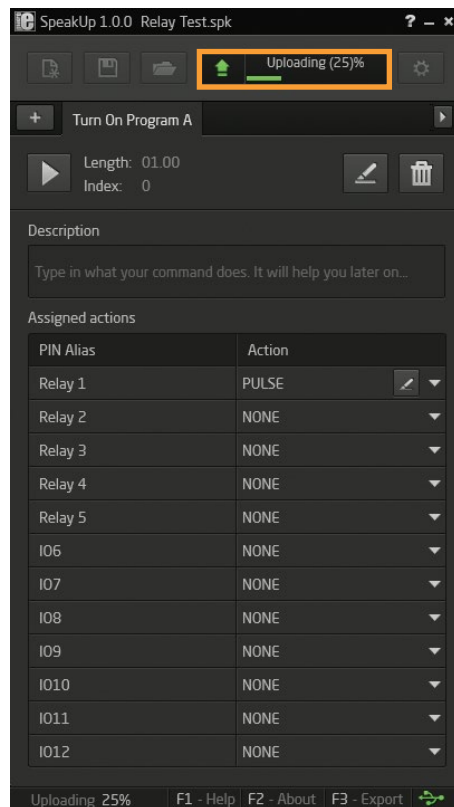 SpeakUp 1.0.0 Relay Test.spk ? – ×
Uploading (25)%
+ Turn On Program A
Length: 01.00
Index: 0
Description
Type in what your command does. It will help you later on...
Assigned actions
PIN Alias Action
Relay 1 PULSE
Relay 2 NONE
Relay 3 NONE
Relay 4 NONE
Relay 5 NONE
IO6 NONE
IO7 NONE
IO8 NONE
IO9 NONE
IO10 NONE
IO11 NONE
IO12 NONE
Uploading 25% F1 - Help F2 - About F3 - Export